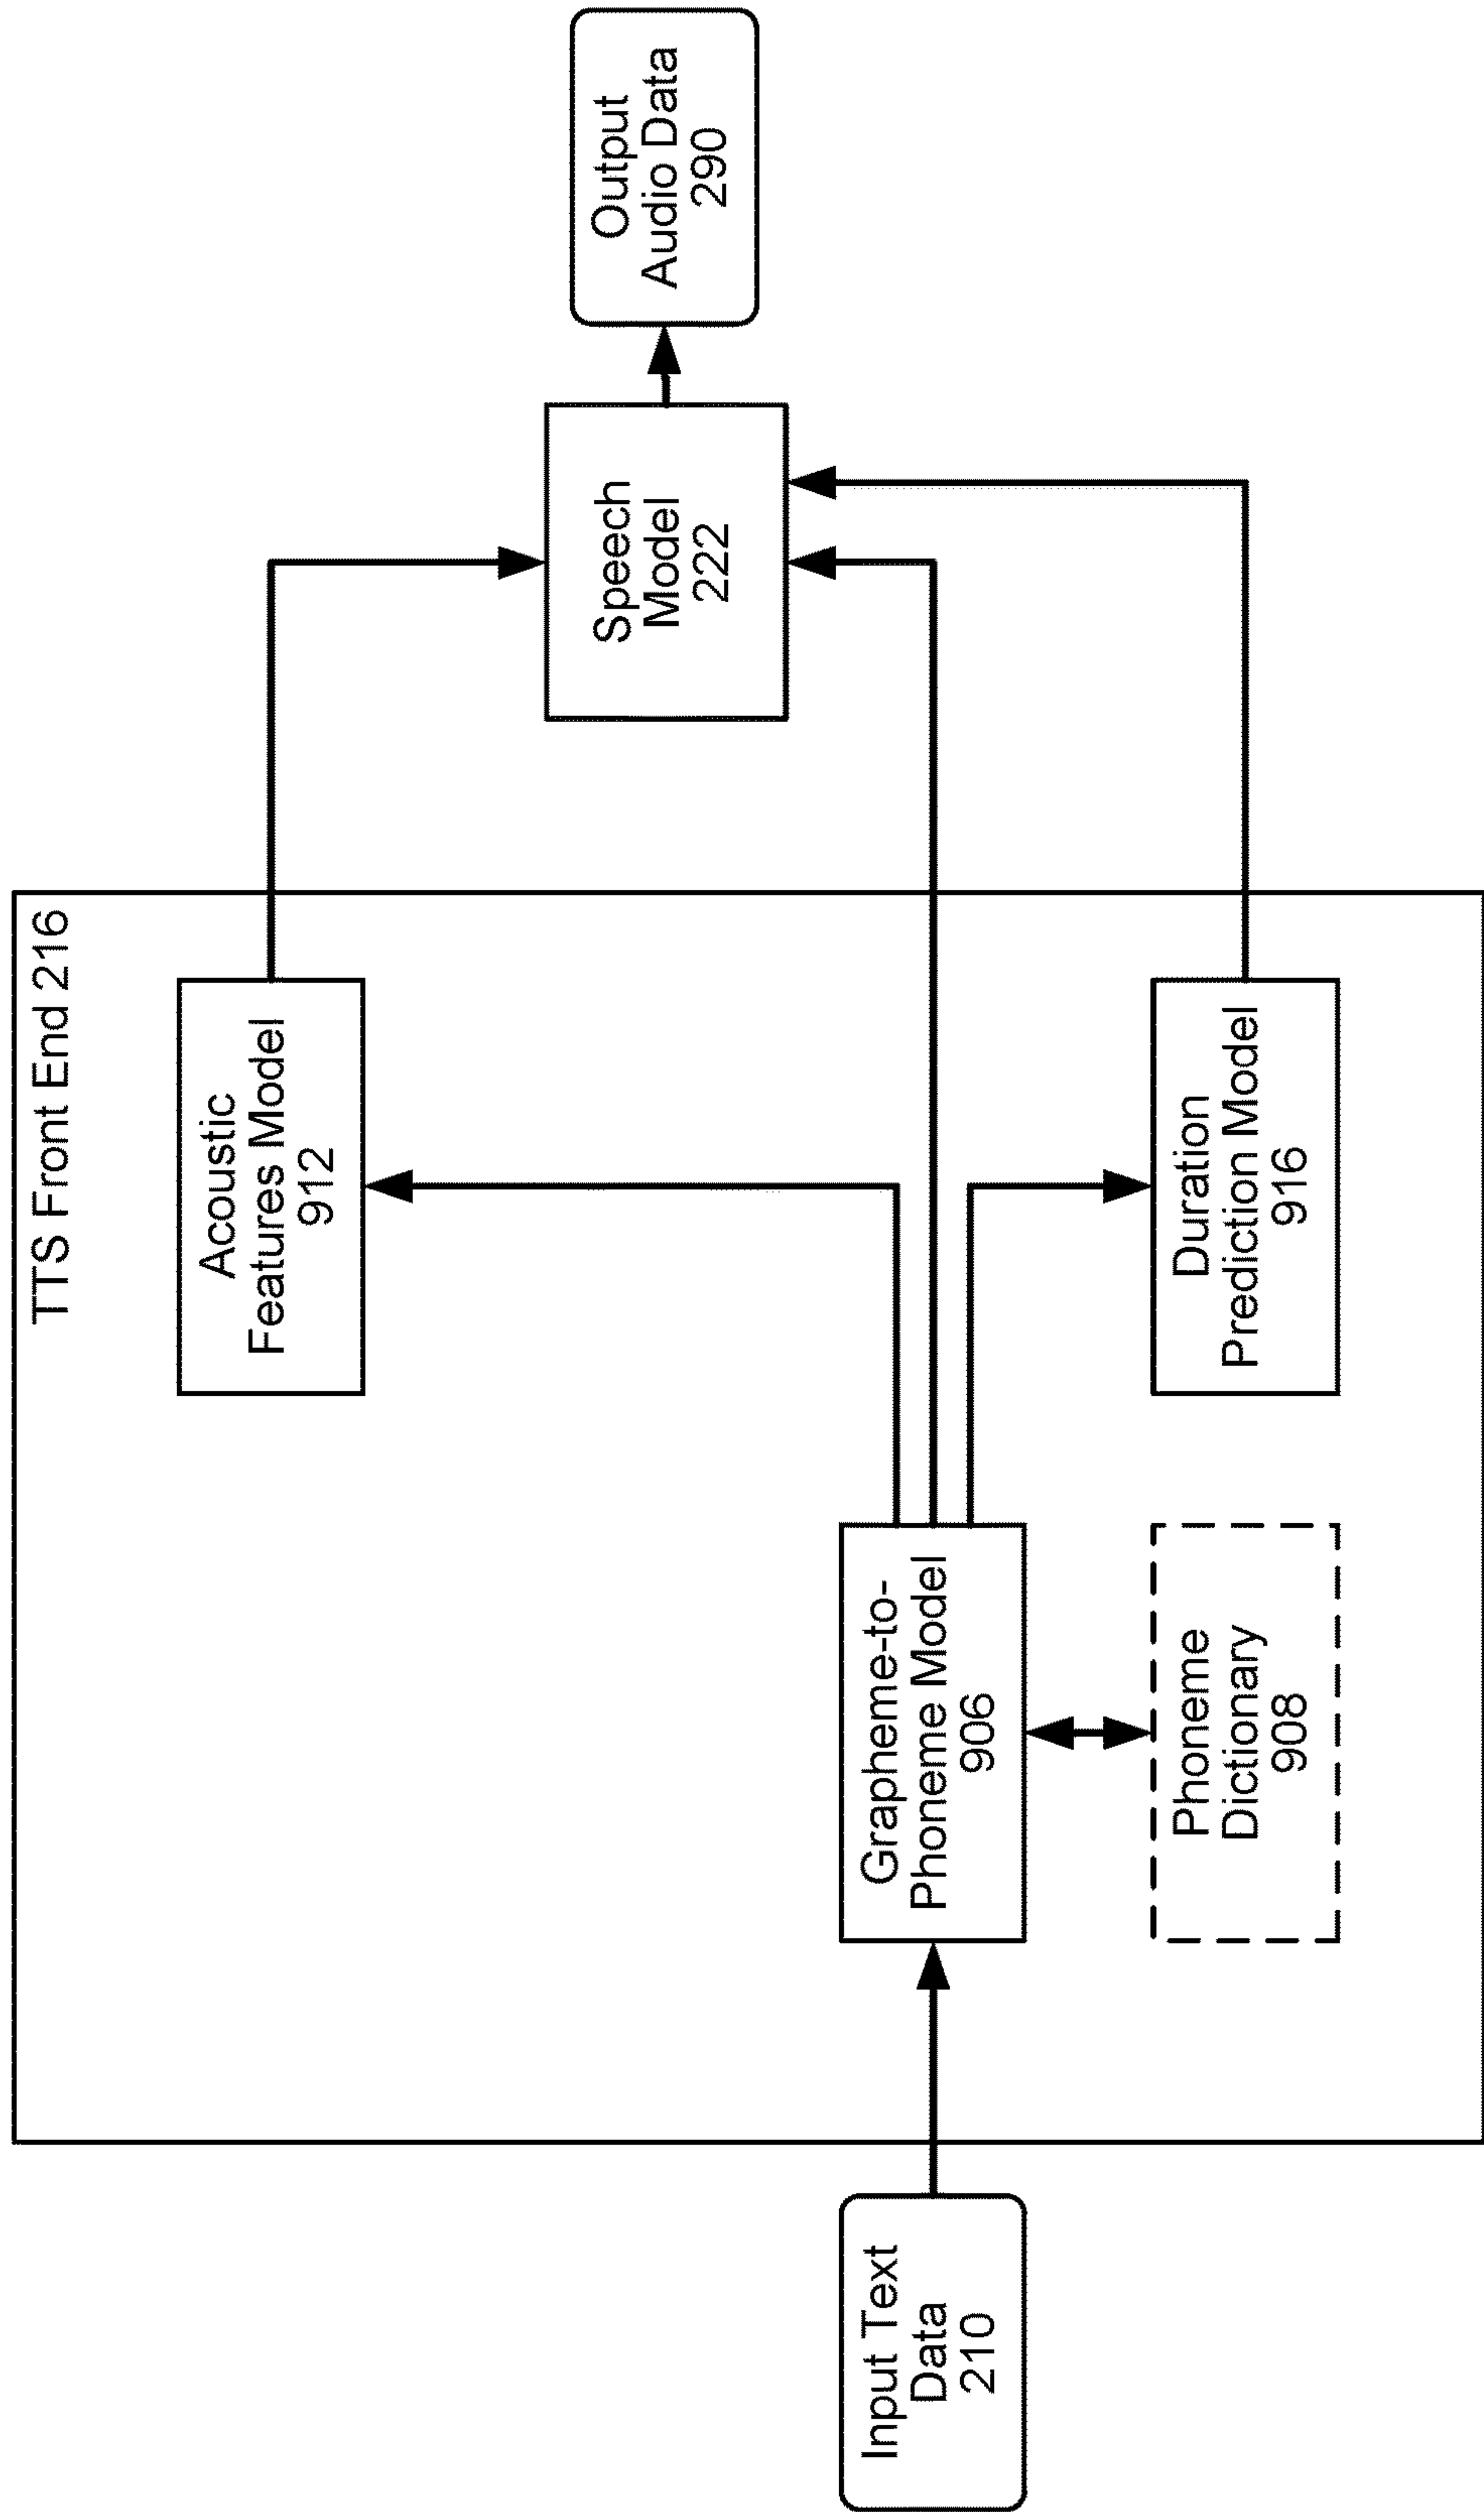 TTS Front End 216
Input Text
Data
210
Grapheme-to-
Phoneme Model
906
Phoneme
Dictionary
908
Acoustic
Features Model
912
Duration
Prediction Model
916
Speech
Model
222
Output
Audio Data
290